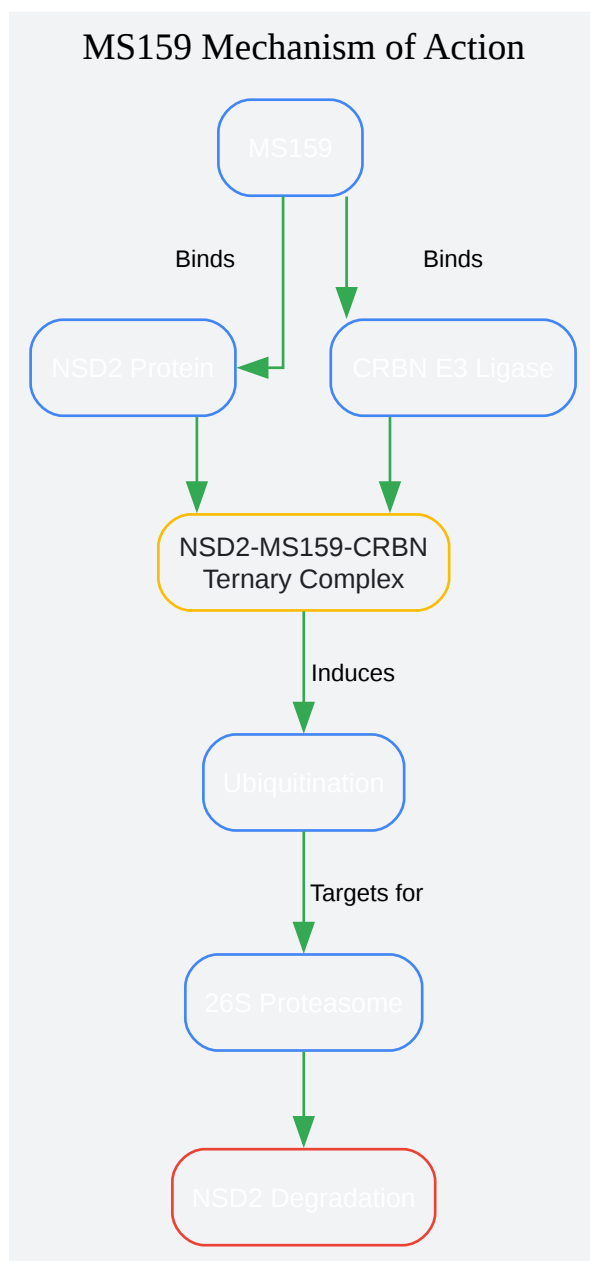 MS159 Mechanism of Action
MS159
Binds
Binds
NSD2 Protein
CRBN E3 Ligase
NSD2-MS159-CRBN
Ternary Complex
Induces
Ubiquitination
Targets for
26S Proteasome
NSD2 Degradation